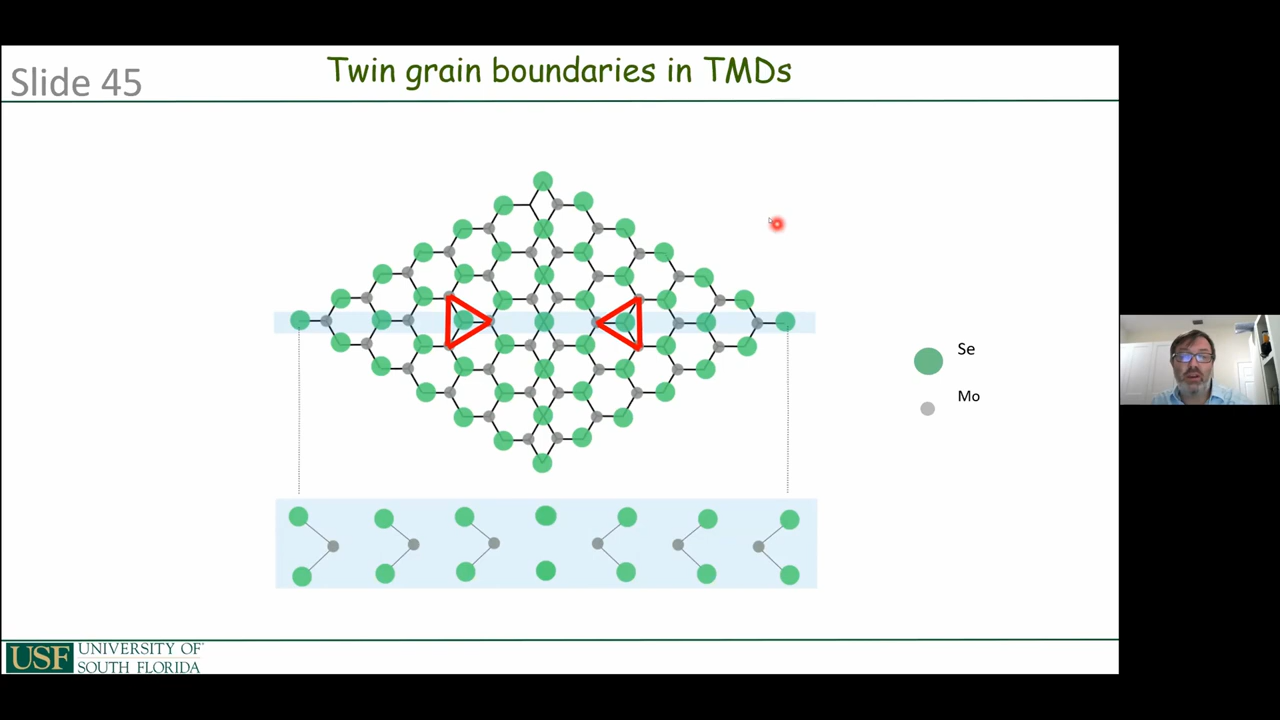 Slide 45
Twin grain boundaries in TMDs
Se
Mo
USF UNIVERSITY OF
SOUTH FLORIDA